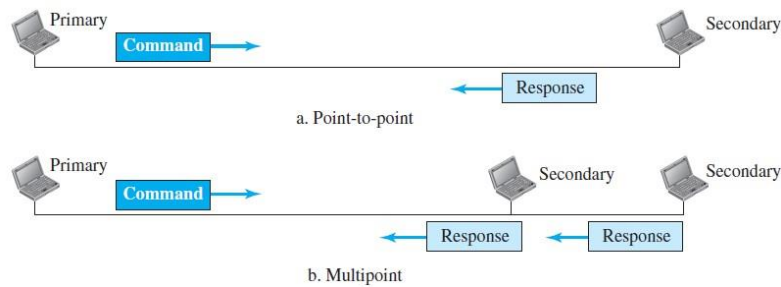 Primary
Secondary
Command
Response
a. Point-to-point
Primary
Secondary
Secondary
Command
Response
Response
b. Multipoint